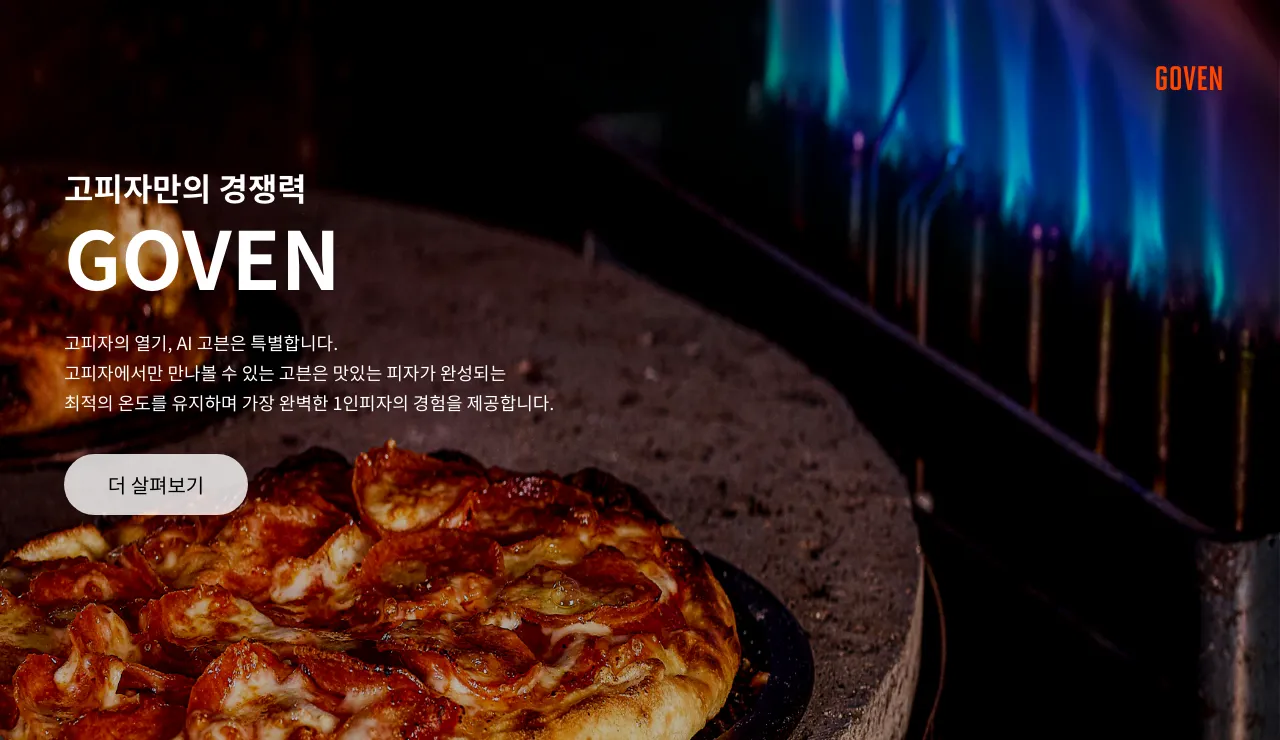 GOVEN
고피자만의 경쟁력
GOVEN
고피자의 열기, AI 고븐은 특별합니다.
고피자에서만 만나볼 수 있는 고븐은 맛있는 피자가 완성되는
최적의 온도를 유지하며 가장 완벽한 1인피자의 경험을 제공합니다.
더 살펴보기